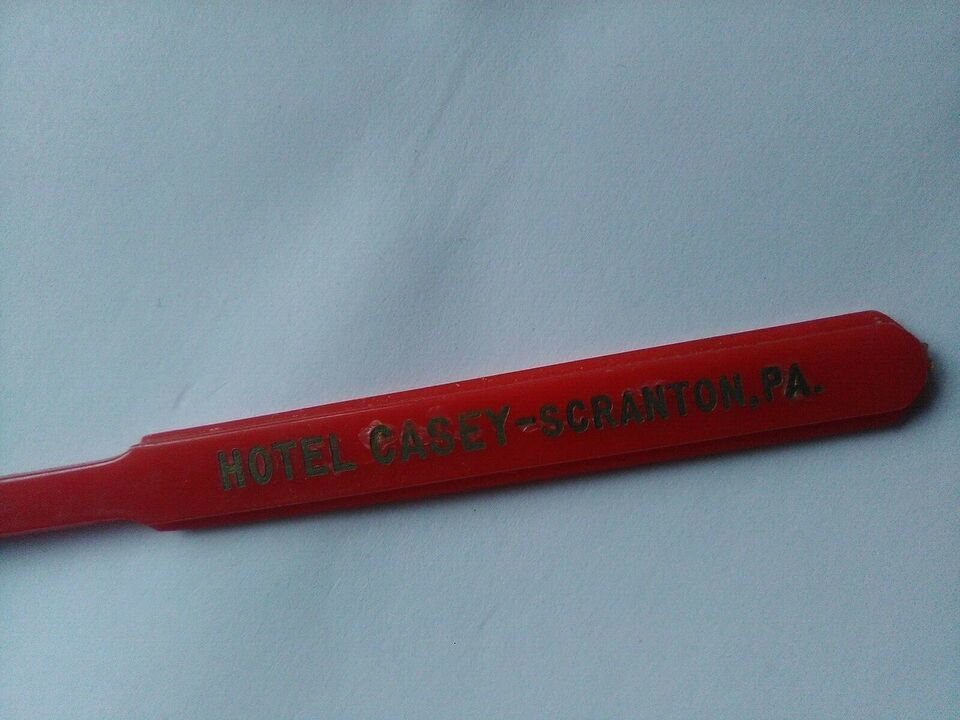 HOTEL CASEY-SCRANTON, PA.